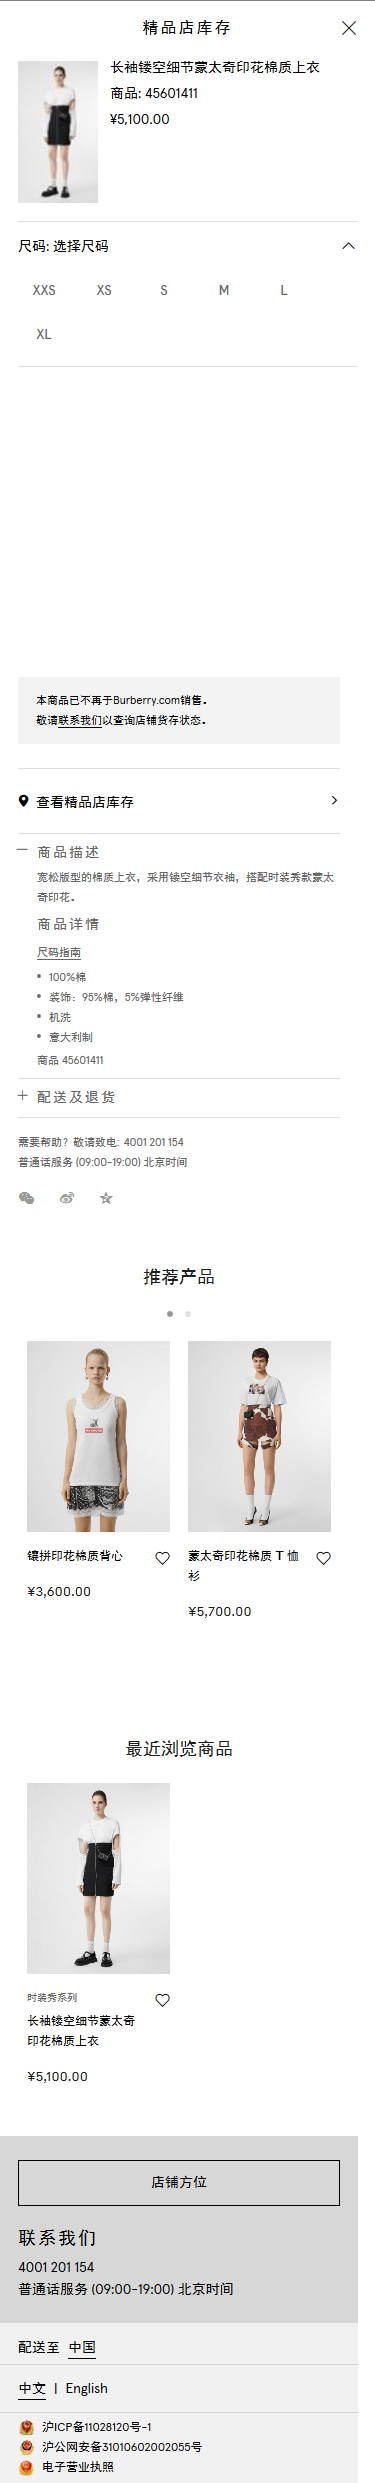 精品店库存
长袖镂空细节蒙太奇印花棉质上衣
商品: 45601411
¥5,100.00
尺码: 选择尺码
XXS XS S M L
XL
本商品已不再于Burberry.com销售。
敬请联系我们以查询店铺货存状态。
查看精品店库存
商品描述
宽松版型的棉质上衣，采用镂空细节衣袖，搭配时装秀款蒙太
奇印花。
商品详情
尺码指南
• 100%棉
• 装饰：95%棉，5%弹性纤维
• 机洗
• 意大利制
商品 45601411
配送及退货
需要帮助? 敬请致电: 4001 201 154
普通话服务 (09:00-19:00) 北京时间
推荐产品
镶拼印花棉质背心
¥3,600.00
蒙太奇印花棉质 T 恤
衫
¥5,700.00
最近浏览商品
时装秀系列
长袖镂空细节蒙太奇
印花棉质上衣
¥5,100.00
店铺方位
联系我们
4001 201 154
普通话服务 (09:00-19:00) 北京时间
配送至 中国
中文 | English
沪ICP备11028120号-1
沪公网安备31010602002055号
电子营业执照